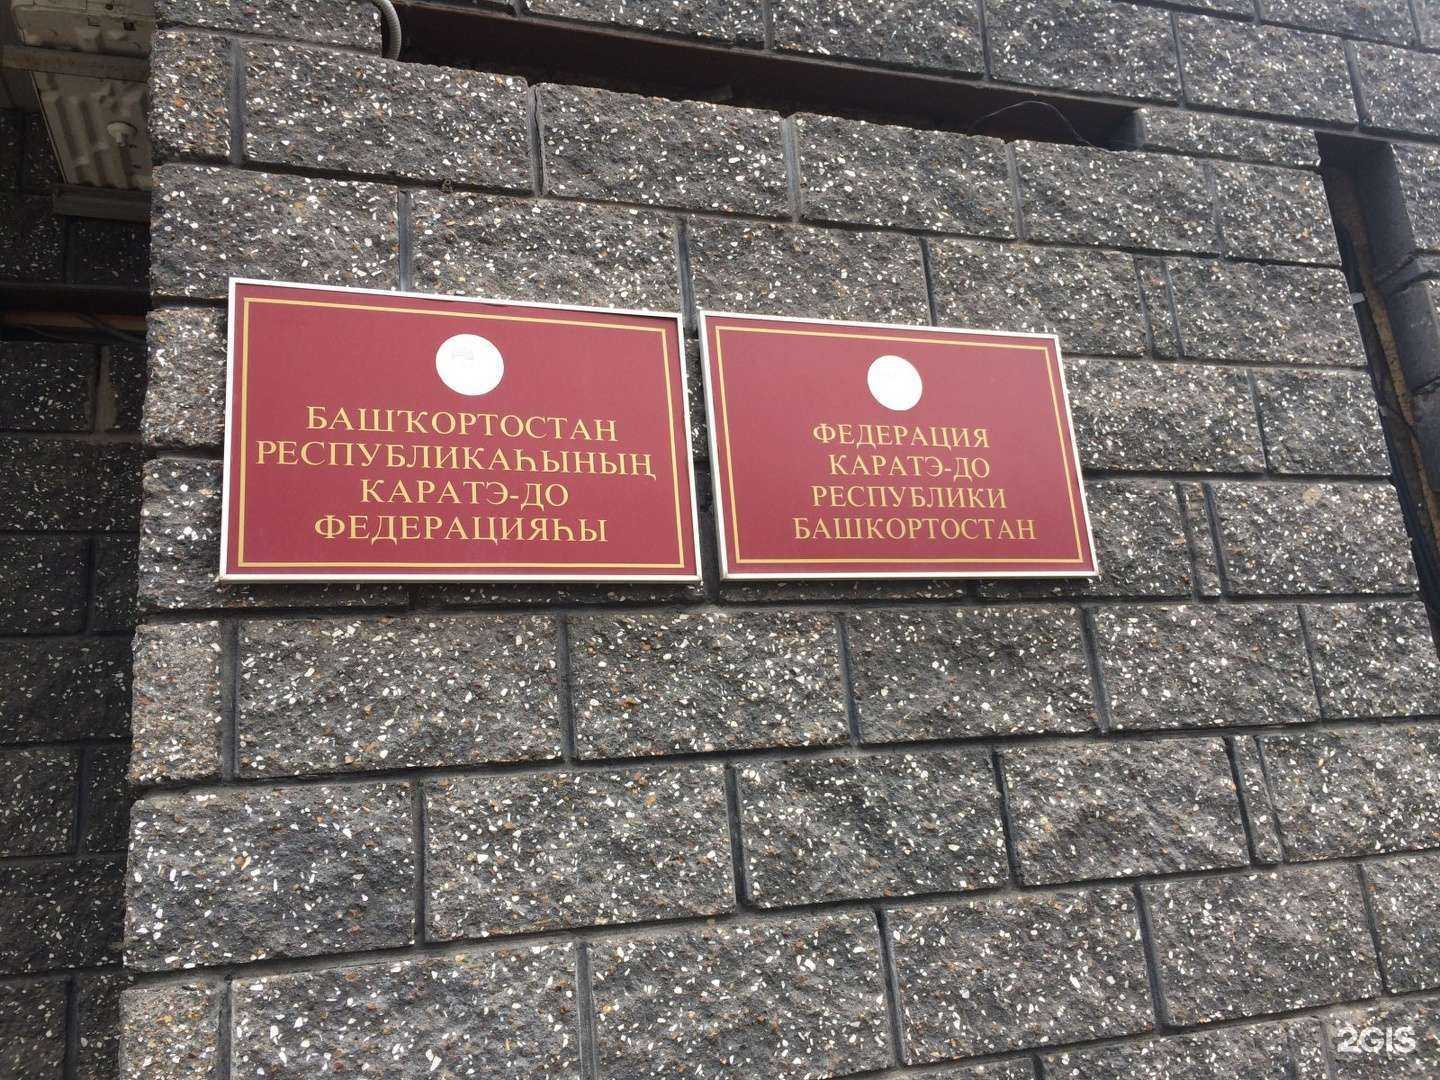 БАШҠОРТОСТАН
РЕСПУБЛИКАҺЫНЫҢ
КАРАТЭ-ДО
ФЕДЕРАЦИЯҺЫ
ФЕДЕРАЦИЯ
КАРАТЭ-ДО
РЕСПУБЛИКИ
БАШКОРТОСТАН
2GIS